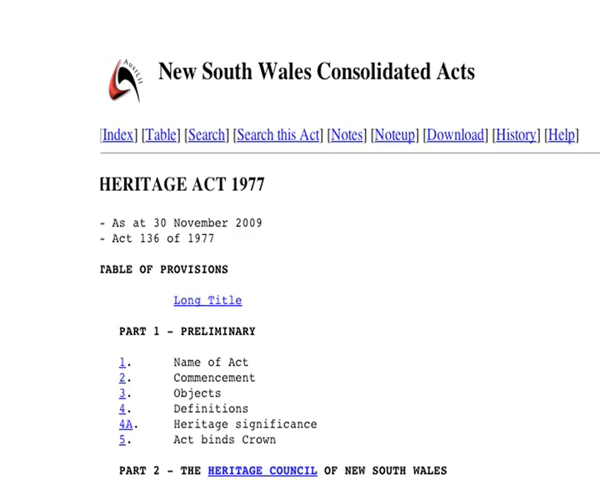 AustLII
New South Wales Consolidated Acts
[Index] [Table] [Search] [Search this Act] [Notes] [Noteup] [Download] [History] [Help]
HERITAGE ACT 1977
- As at 30 November 2009
- Act 136 of 1977
TABLE OF PROVISIONS
Long Title
PART 1 - PRELIMINARY
1. Name of Act
2. Commencement
3. Objects
4. Definitions
4A. Heritage significance
5. Act binds Crown
PART 2 - THE HERITAGE COUNCIL OF NEW SOUTH WALES